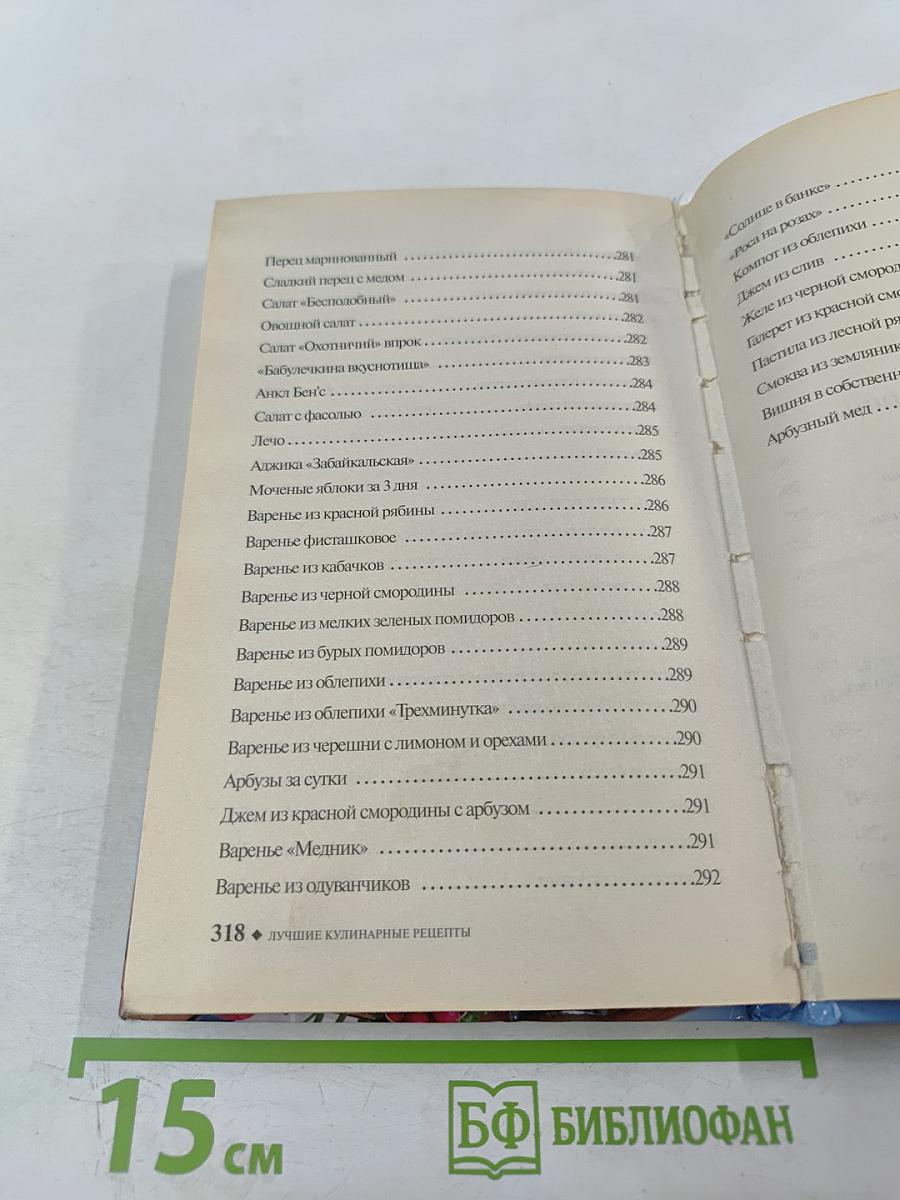 Перец маринованный ..................281
Сладкий перец с медом ..................281
Салат «Бесподобный» ..................281
Овощной салат ..................282
Салат «Охотничий» впрок ..................282
«Бабулечкина вкуснотища» ..................283
Анкл Бен'с ..................284
Салат с фасолью ..................284
Лечо ..................285
Аджика «Забайкальская» ..................285
Моченые яблоки за 3 дня ..................286
Варенье из красной рябины ..................286
Варенье фисташковое ..................287
Варенье из кабачков ..................287
Варенье из черной смородины ..................288
Варенье из мелких зеленых помидоров ..................288
Варенье из бурых помидоров ..................289
Варенье из облепихи ..................289
Варенье из облепихи «Трехминутка» ..................290
Варенье из черешни с лимоном и орехами ..................290
Арбузы за сутки ..................291
Джем из красной смородины с арбузом ..................291
Варенье «Медник» ..................291
Варенье из одуванчиков ..................292
318 ◆ ЛУЧШИЕ КУЛИНАРНЫЕ РЕЦЕПТЫ
«Солнце в банке» ........
«Роса на розах» ........
Компот из облепихи ......
Джем из слив ........
Желе из черной смород
Галерет из красной смо
Пастила из лесной ря
Смоква из земляник
Вишня в собственн
Арбузный мед ...
15 см
БФ БИБЛИОФАН